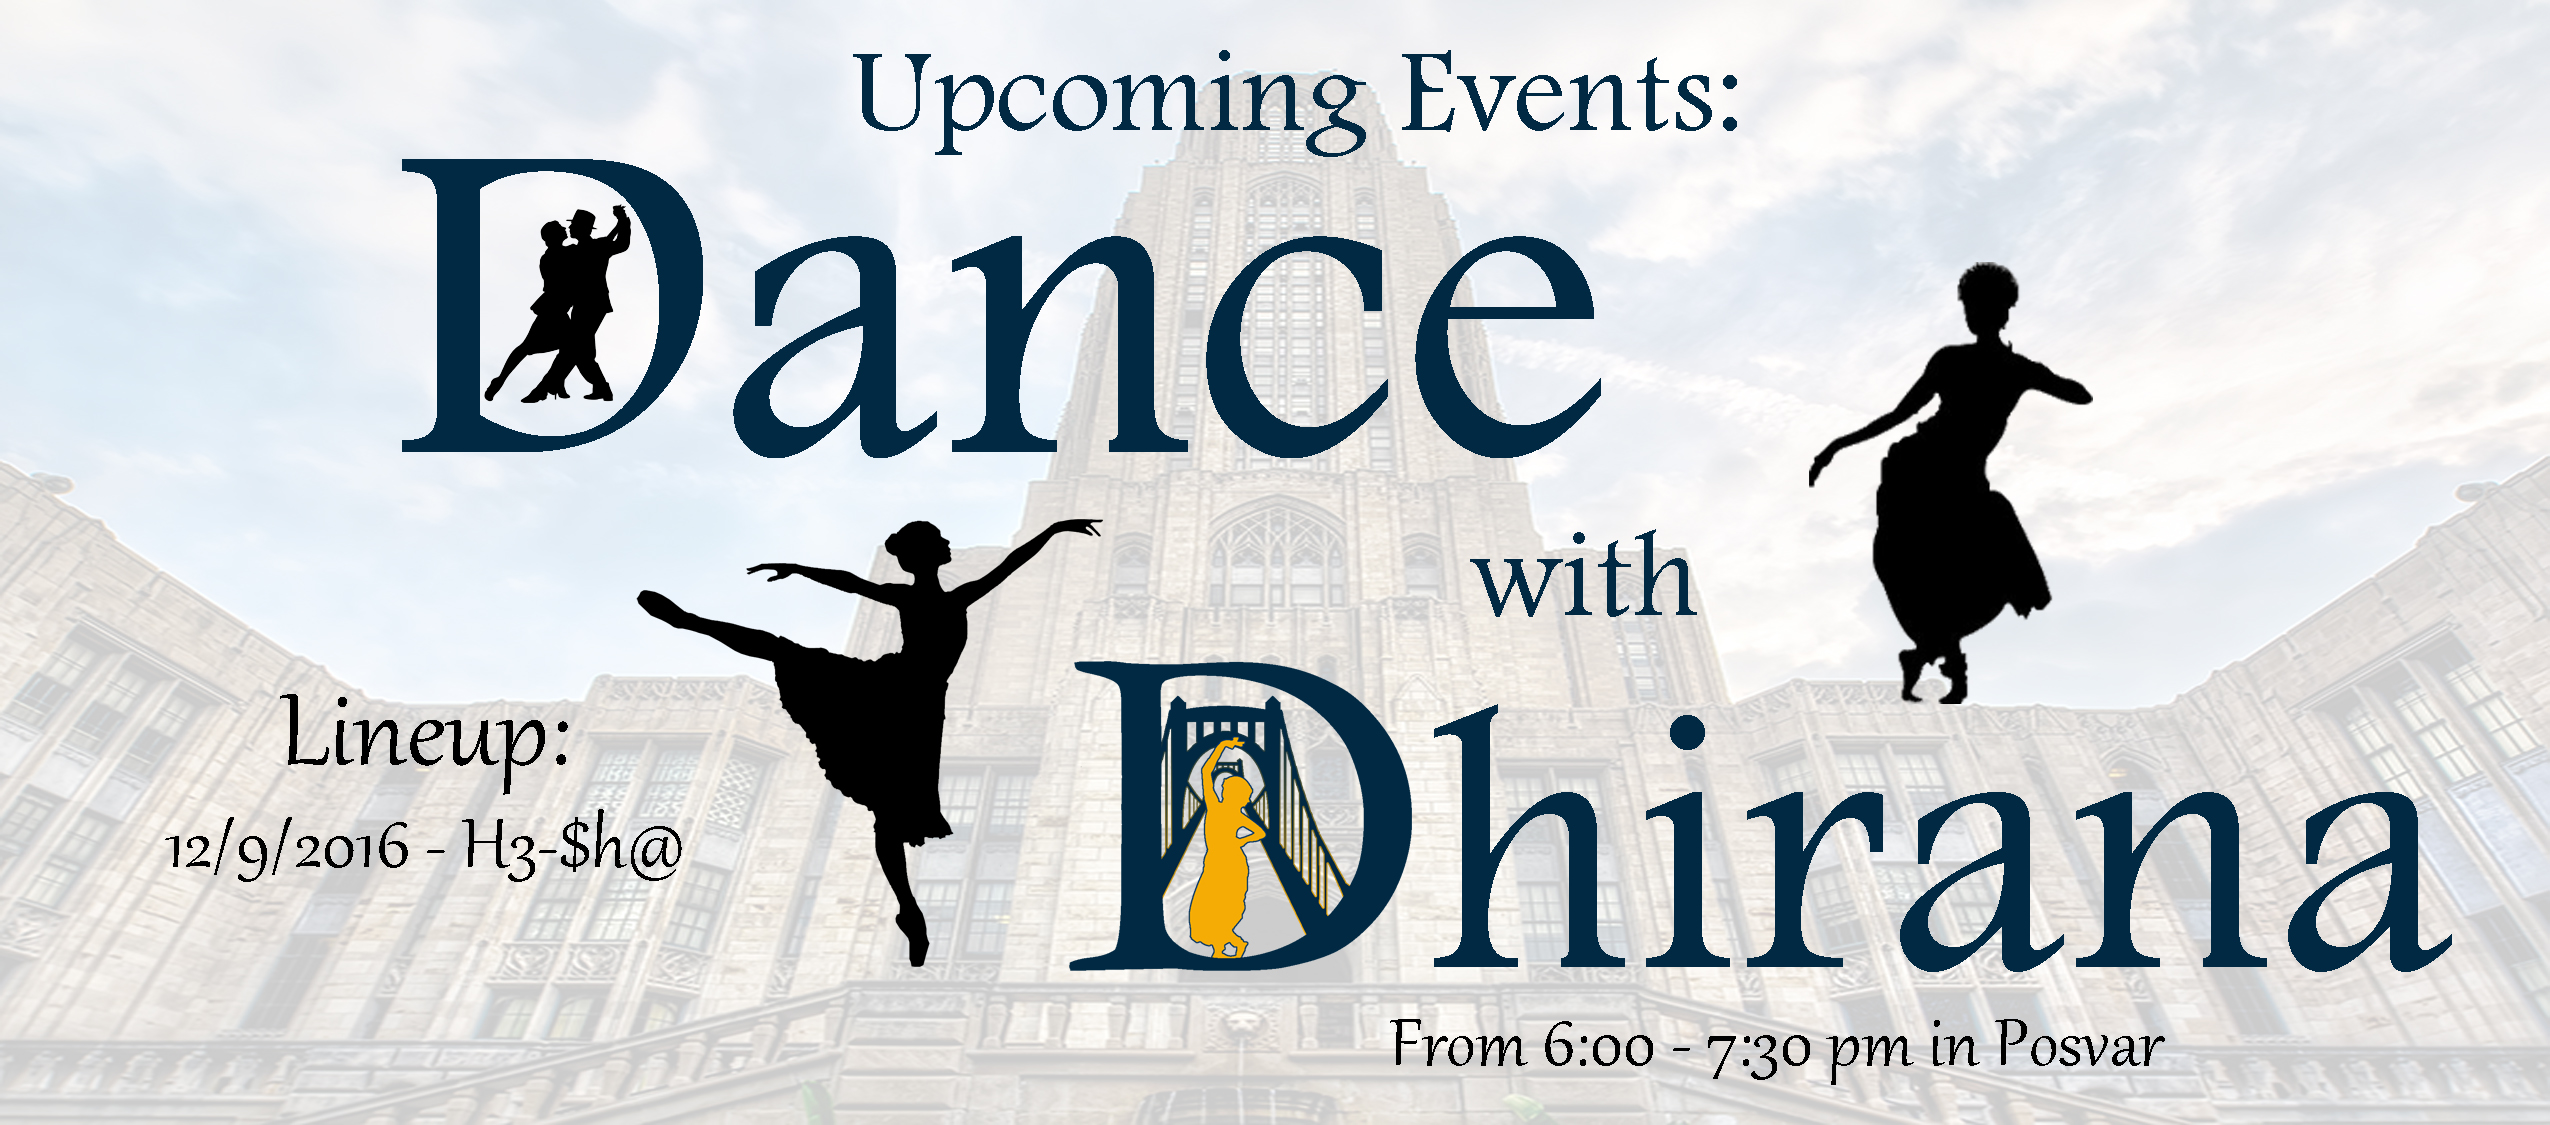 Upcoming Events:
Dance
with
Dhirana
Lineup:
12/9/2016 - H3-$h@
From 6:00 - 7:30 pm in Posvar